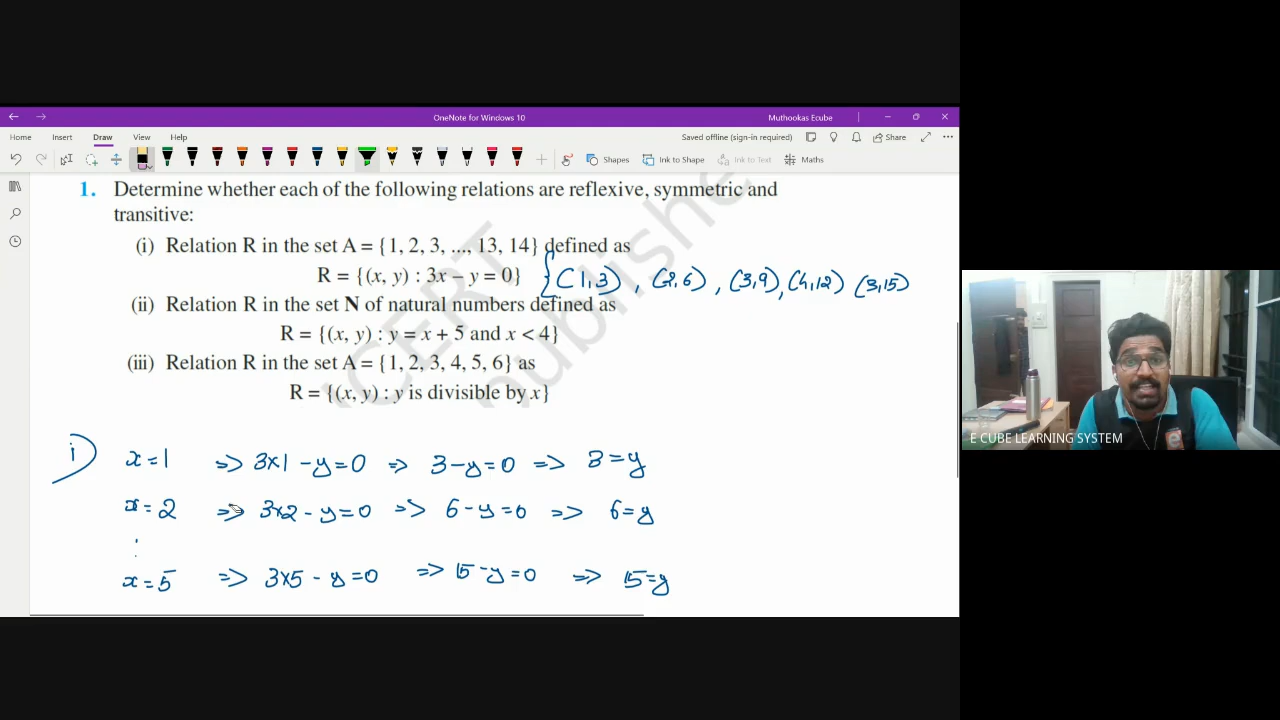 OneNote for Windows 10
Muthookas Ecube
Home Insert Draw View Help
Saved offline (sign-in required)
Share
Shapes
Ink to Shape
Ink to Text
Maths
1. Determine whether each of the following relations are reflexive, symmetric and
transitive:
(i) Relation R in the set A = {1, 2, 3, ..., 13, 14} defined as
R = {(x, y) : 3x – y = 0} {(1,3), (2,6), (3,9), (4,12) (3,15)
(ii) Relation R in the set N of natural numbers defined as
R = {(x, y) : y = x + 5 and x < 4}
(iii) Relation R in the set A = {1, 2, 3, 4, 5, 6} as
R = {(x, y) : y is divisible by x}
i) x=1 => 3x1 -y=0 => 3-y=0 => 3=y
x=2 => 3x2 - y=0 => 6-y=0 => 6=y
:
x=5 => 3x5 - y=0 => 15-y=0 => 15=y
E CUBE LEARNING SYSTEM